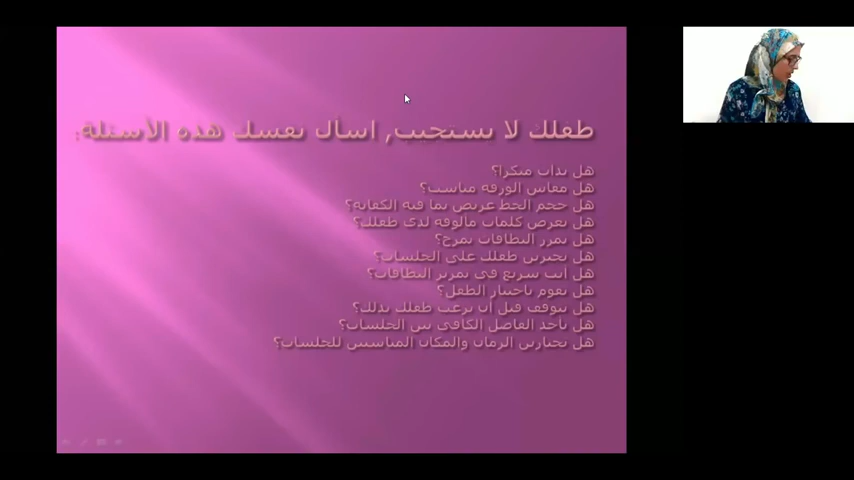 طفلك لا يستجيب, اسأل نفسك هذه الأسئلة:
هل بدأت مبكرا؟
هل مقاس الورقة مناسب؟
هل حجم الخط عريض بما فيه الكفاية؟
هل تعرض كلمات مألوفة لدى طفلك؟
هل تمرر البطاقات بمرح؟
هل تجبرين طفلك على الجلسات؟
هل أنت سريع في تمرير البطاقات؟
هل تقوم باختبار الطفل؟
هل تتوقف قبل أن يرغب طفلك بذلك؟
هل تأخذ الفاصل الكافي بين الجلسات؟
هل تختارين الزمان والمكان المناسبين للجلسات؟